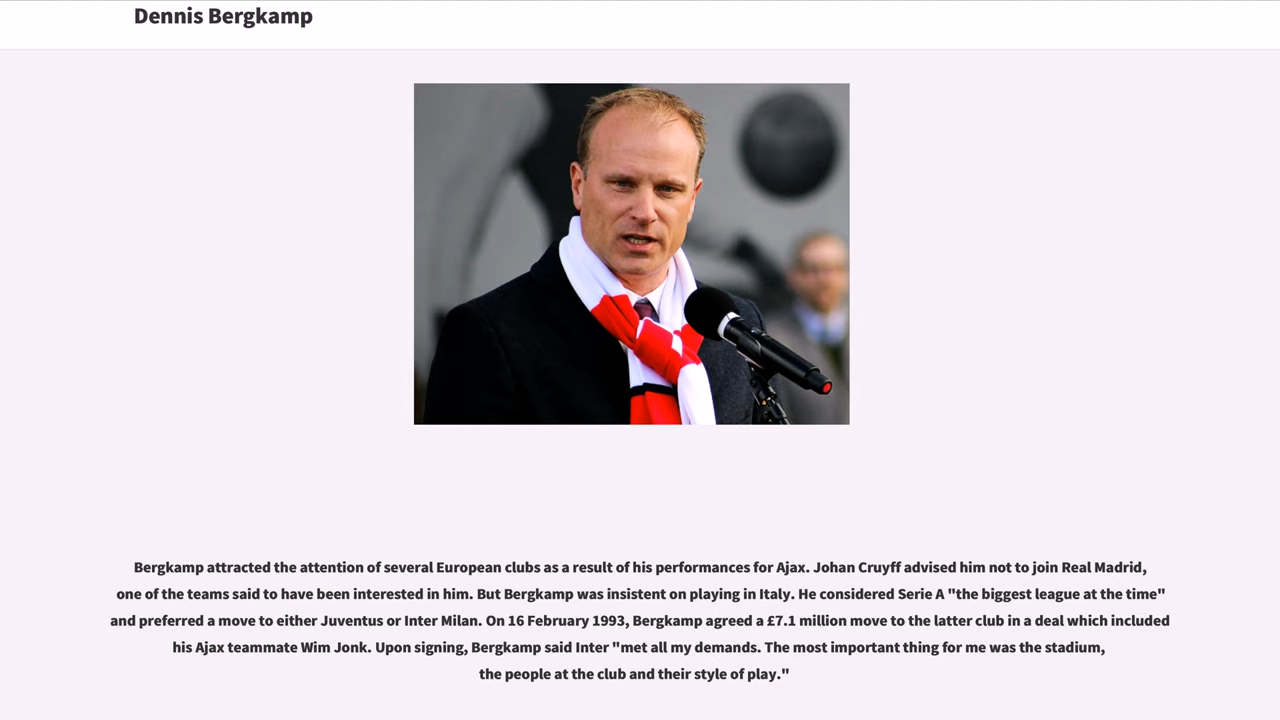 Dennis Bergkamp
Bergkamp attracted the attention of several European clubs as a result of his performances for Ajax. Johan Cruyff advised him not to join Real Madrid,
one of the teams said to have been interested in him. But Bergkamp was insistent on playing in Italy. He considered Serie A "the biggest league at the time"
and preferred a move to either Juventus or Inter Milan. On 16 February 1993, Bergkamp agreed a £7.1 million move to the latter club in a deal which included
his Ajax teammate Wim Jonk. Upon signing, Bergkamp said Inter "met all my demands. The most important thing for me was the stadium,
the people at the club and their style of play."